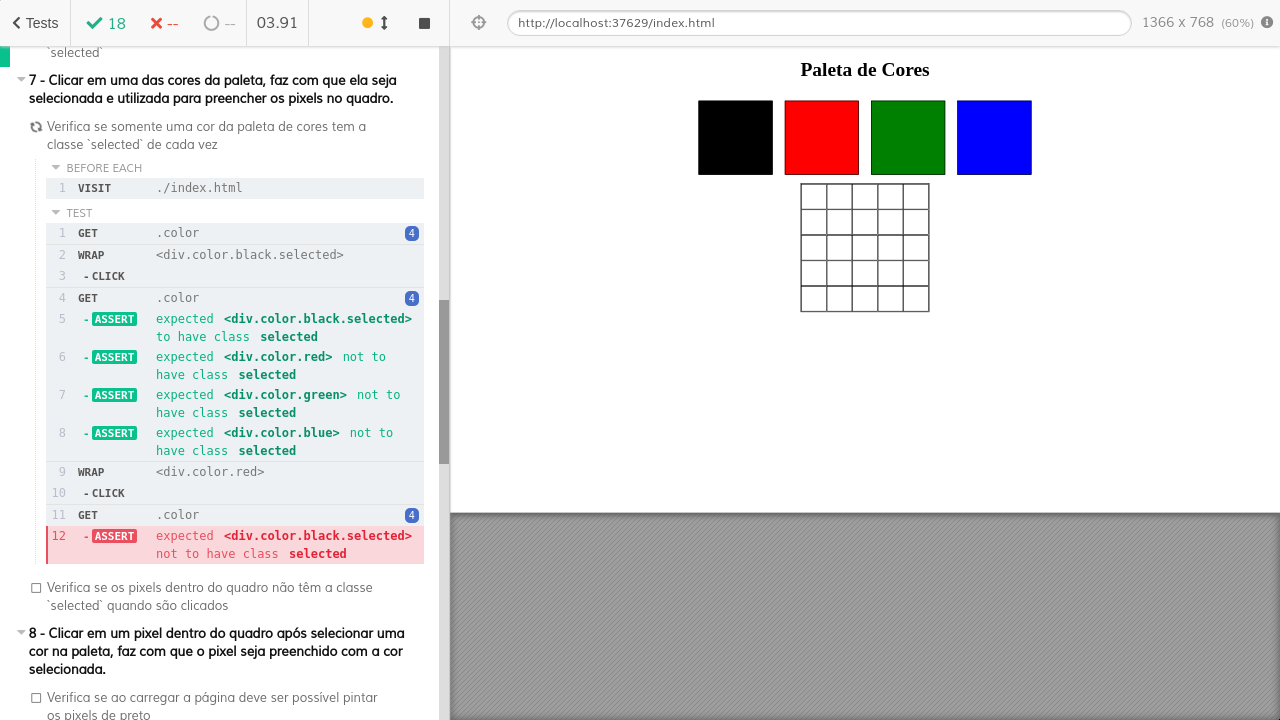 Tests
18
--
--
03.91
http://localhost:37629/index.html
1366 x 768 (60%)
`selected`
7 - Clicar em uma das cores da paleta, faz com que ela seja
selecionada e utilizada para preencher os pixels no quadro.
Verifica se somente uma cor da paleta de cores tem a
classe `selected` de cada vez
BEFORE EACH
1 VISIT ./index.html
TEST
1 GET .color 4
2 WRAP <div.color.black.selected>
3 - CLICK
4 GET .color 4
5 - ASSERT expected <div.color.black.selected>
to have class selected
6 - ASSERT expected <div.color.red> not to
have class selected
7 - ASSERT expected <div.color.green> not to
have class selected
8 - ASSERT expected <div.color.blue> not to
have class selected
9 WRAP <div.color.red>
10 - CLICK
11 GET .color 4
12 - ASSERT expected <div.color.black.selected>
not to have class selected
Verifica se os pixels dentro do quadro não têm a classe
`selected` quando são clicados
8 - Clicar em um pixel dentro do quadro após selecionar uma
cor na paleta, faz com que o pixel seja preenchido com a cor
selecionada.
Verifica se ao carregar a página deve ser possível pintar
os pixels de preto
Paleta de Cores